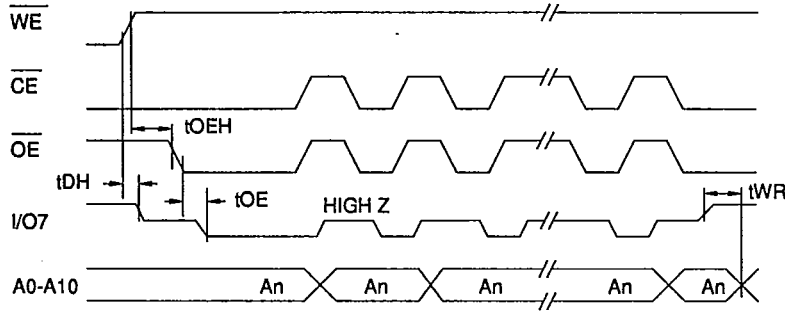 WE
CE
tOEH
OE
tDH
tOE
HIGH Z
tWR
I/O7
A0-A10 An An An An An